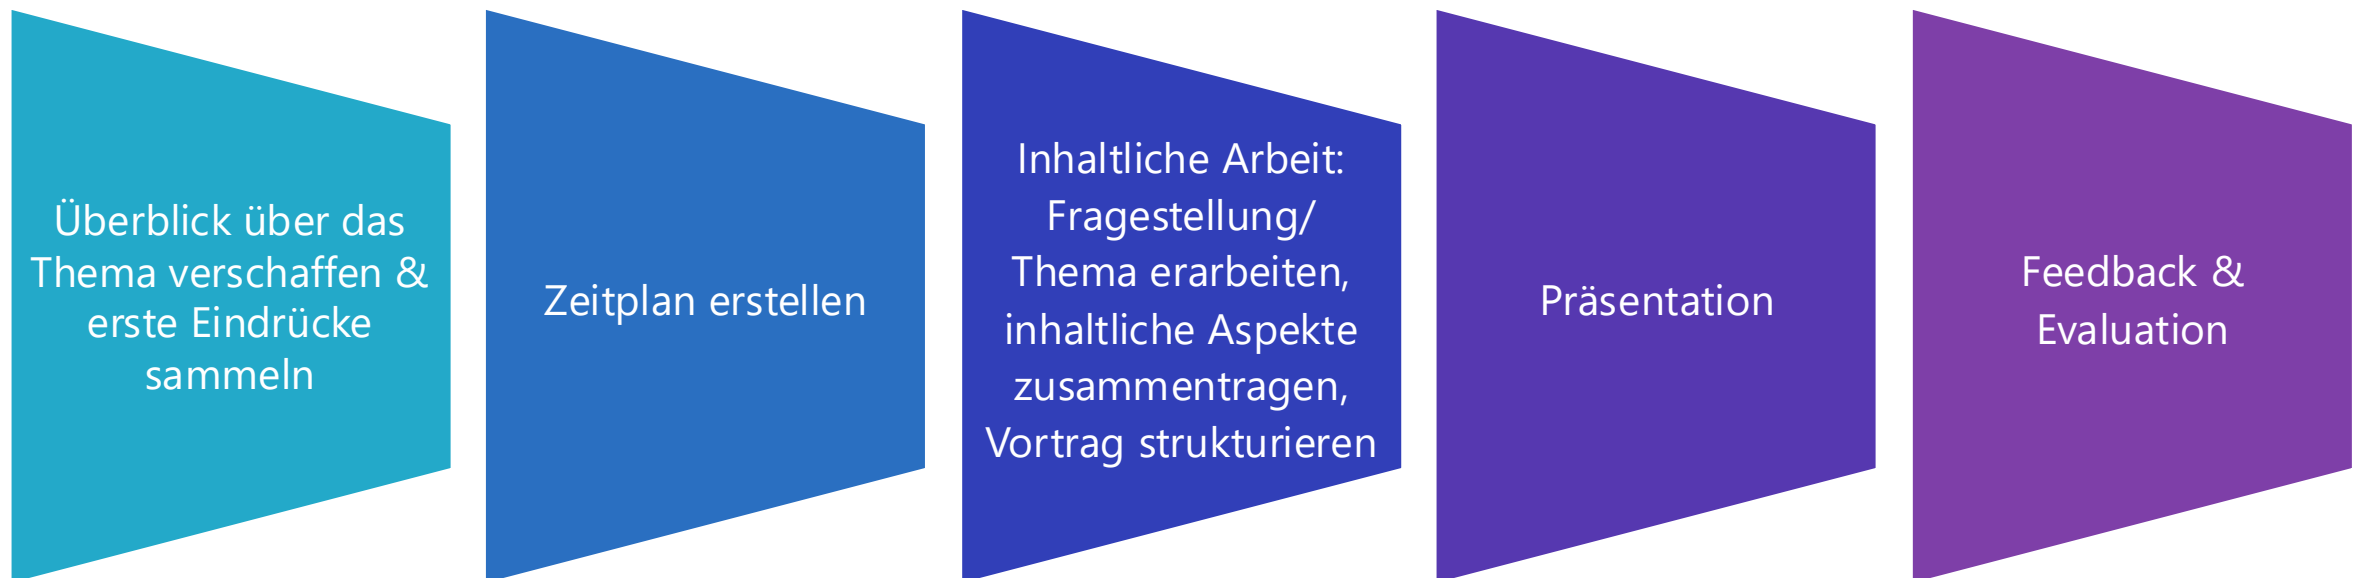 Überblick über das
Thema verschaffen &
erste Eindrücke
sammeln
Zeitplan erstellen
Inhaltliche Arbeit:
Fragestellung/
Thema erarbeiten,
inhaltliche Aspekte
zusammentragen,
Vortrag strukturieren
Präsentation
Feedback &
Evaluation